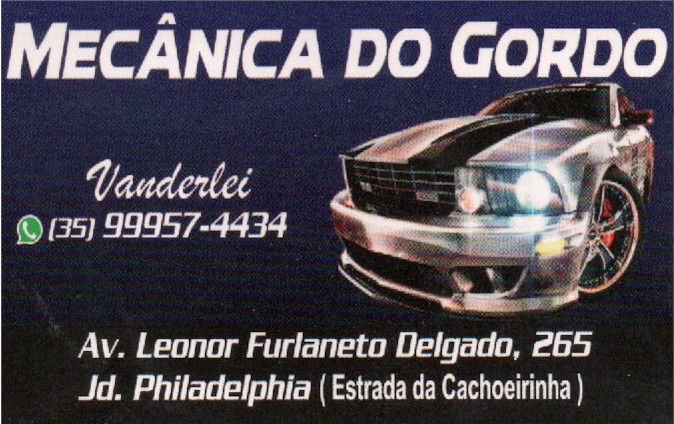 MECÂNICA DO GORDO
Vanderlei
(35) 99957-4434
Av. Leonor Furlaneto Delgado, 265
Jd. Philadelphia ( Estrada da Cachoeirinha )